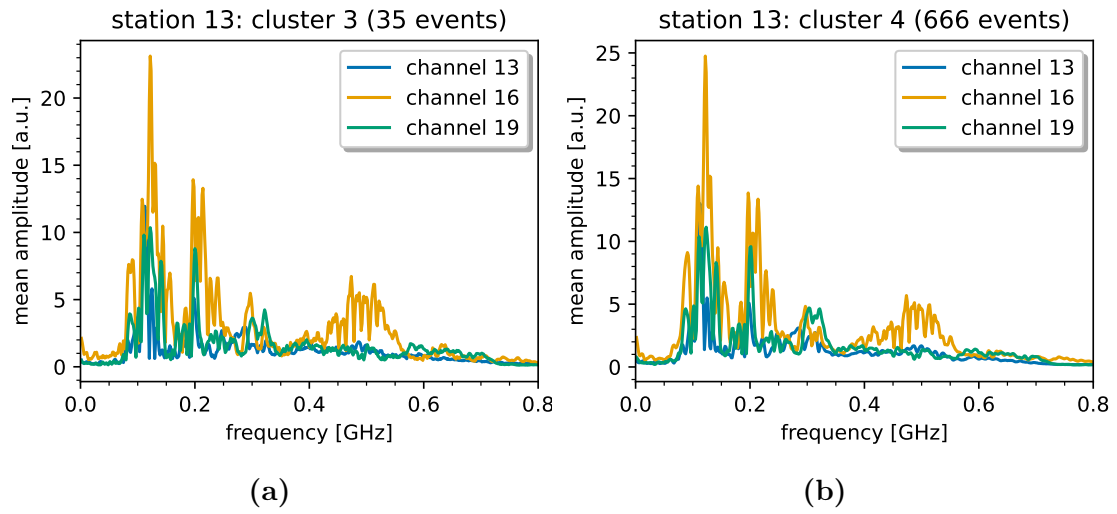 station 13: cluster 3 (35 events)
mean amplitude [a.u.]
20
15
10
5
0
channel 13
channel 16
channel 19
0.0 0.2 0.4 0.6 0.8
frequency [GHz]
(a)
station 13: cluster 4 (666 events)
mean amplitude [a.u.]
25
20
15
10
5
0
channel 13
channel 16
channel 19
0.0 0.2 0.4 0.6 0.8
frequency [GHz]
(b)